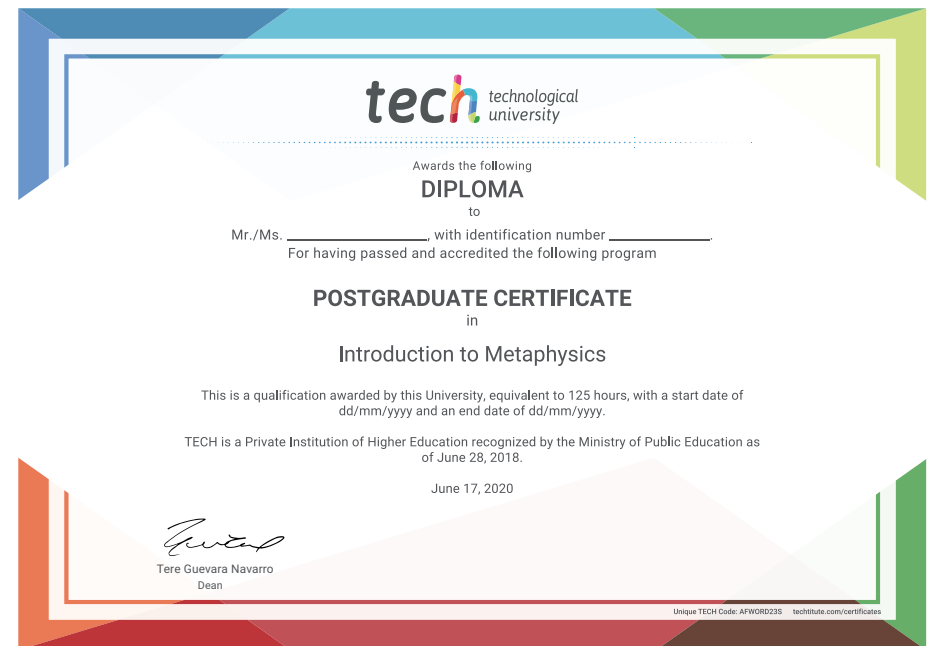 tech technological
university
Awards the following
DIPLOMA
to
Mr./Ms. ____________, with identification number ____________.
For having passed and accredited the following program
POSTGRADUATE CERTIFICATE
in
Introduction to Metaphysics
This is a qualification awarded by this University, equivalent to 125 hours, with a start date of
dd/mm/yyyy and an end date of dd/mm/yyyy.
TECH is a Private Institution of Higher Education recognized by the Ministry of Public Education as
of June 28, 2018.
June 17, 2020
Tere Guevara Navarro
Dean
Unique TECH Code: AFWORD23S techtitute.com/certificates